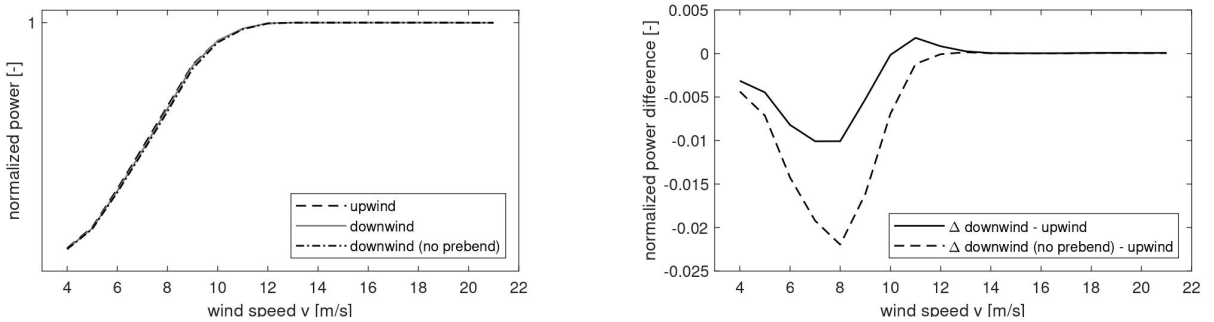 normalized power [-]
1
upwind
downwind
downwind (no prebend)
4 6 8 10 12 14 16 18 20 22
wind speed v [m/s]
normalized power difference [-]
0.005
0
-0.005
-0.01
-0.015
-0.02
-0.025
Δ downwind - upwind
Δ downwind (no prebend) - upwind
4 6 8 10 12 14 16 18 20 22
wind speed v [m/s]